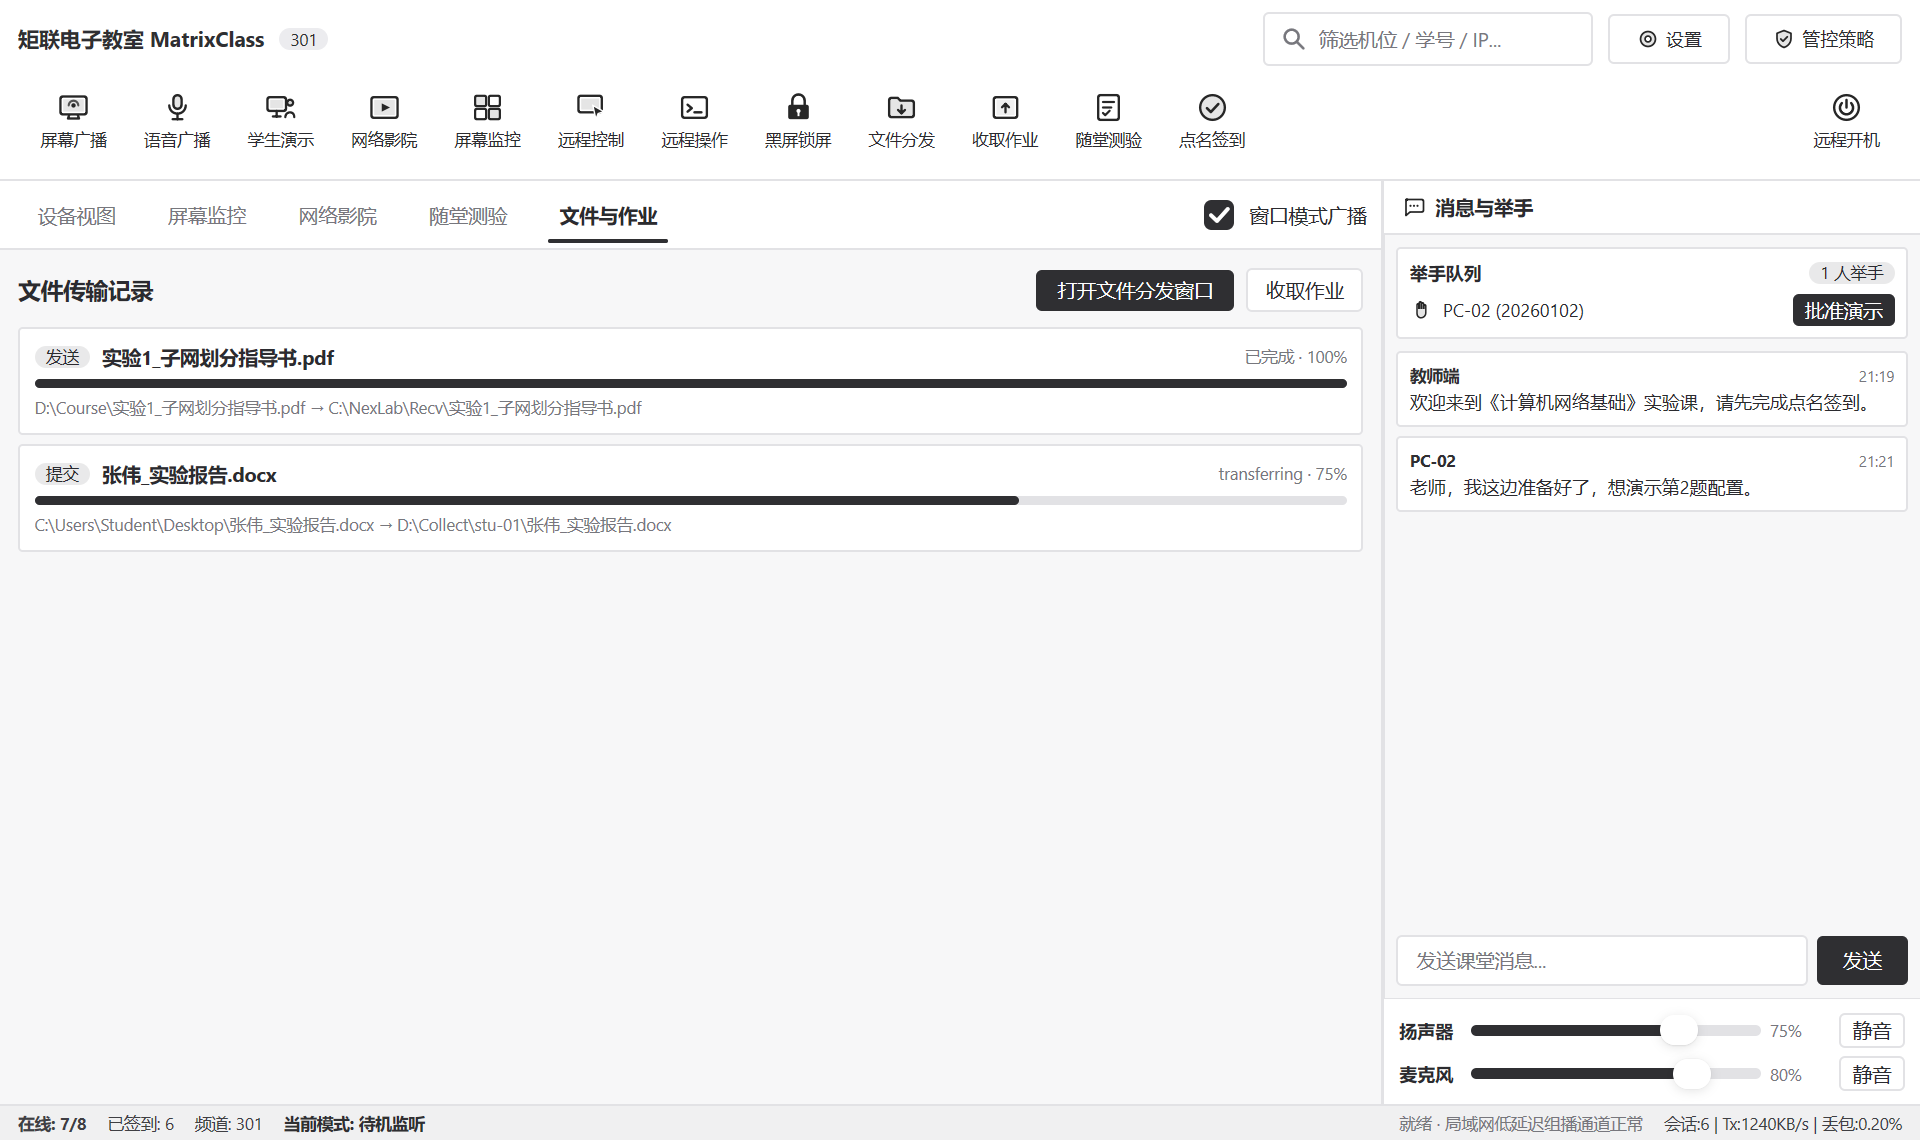 矩联电子教室 MatrixClass 301
筛选机位 / 学号 / IP...
设置
管控策略
屏幕广播 语音广播 学生演示 网络影院 屏幕监控 远程控制 远程操作 黑屏锁屏 文件分发 收取作业 随堂测验 点名签到 远程开机
设备视图 屏幕监控 网络影院 随堂测验 文件与作业 窗口模式广播
文件传输记录 打开文件分发窗口 收取作业
发送 实验1_子网划分指导书.pdf 已完成 · 100%
D:\Course\实验1_子网划分指导书.pdf → C:\NexLab\Recv\实验1_子网划分指导书.pdf
提交 张伟_实验报告.docx transferring · 75%
C:\Users\Student\Desktop\张伟_实验报告.docx → D:\Collect\stu-01\张伟_实验报告.docx
消息与举手
举手队列 1 人举手
PC-02 (20260102) 批准演示
教师端 21:19
欢迎来到《计算机网络基础》实验课，请先完成点名签到。
PC-02 21:21
老师，我这边准备好了，想演示第2题配置。
发送课堂消息... 发送
扬声器 75% 静音
麦克风 80% 静音
在线: 7/8 已签到: 6 频道: 301 当前模式: 待机监听 就绪 · 局域网低延迟组播通道正常 会话:6 | Tx:1240KB/s | 丢包:0.20%